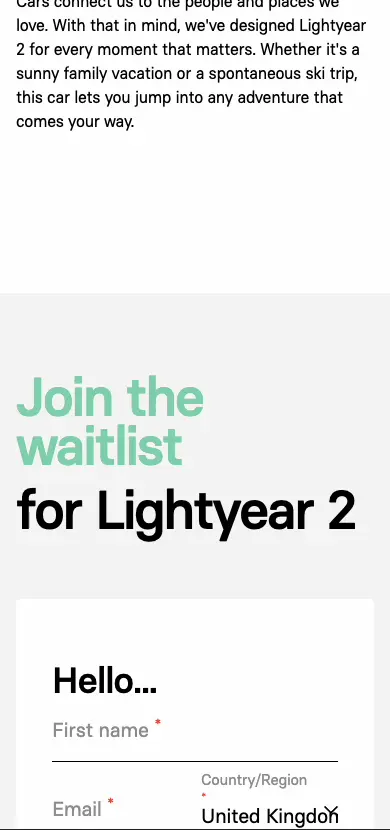 Cars connect us to the people and places we
love. With that in mind, we've designed Lightyear
2 for every moment that matters. Whether it's a
sunny family vacation or a spontaneous ski trip,
this car lets you jump into any adventure that
comes your way.
Join the
waitlist
for Lightyear 2
Hello...
First name *
Country/Region
*
Email *
United Kingdon